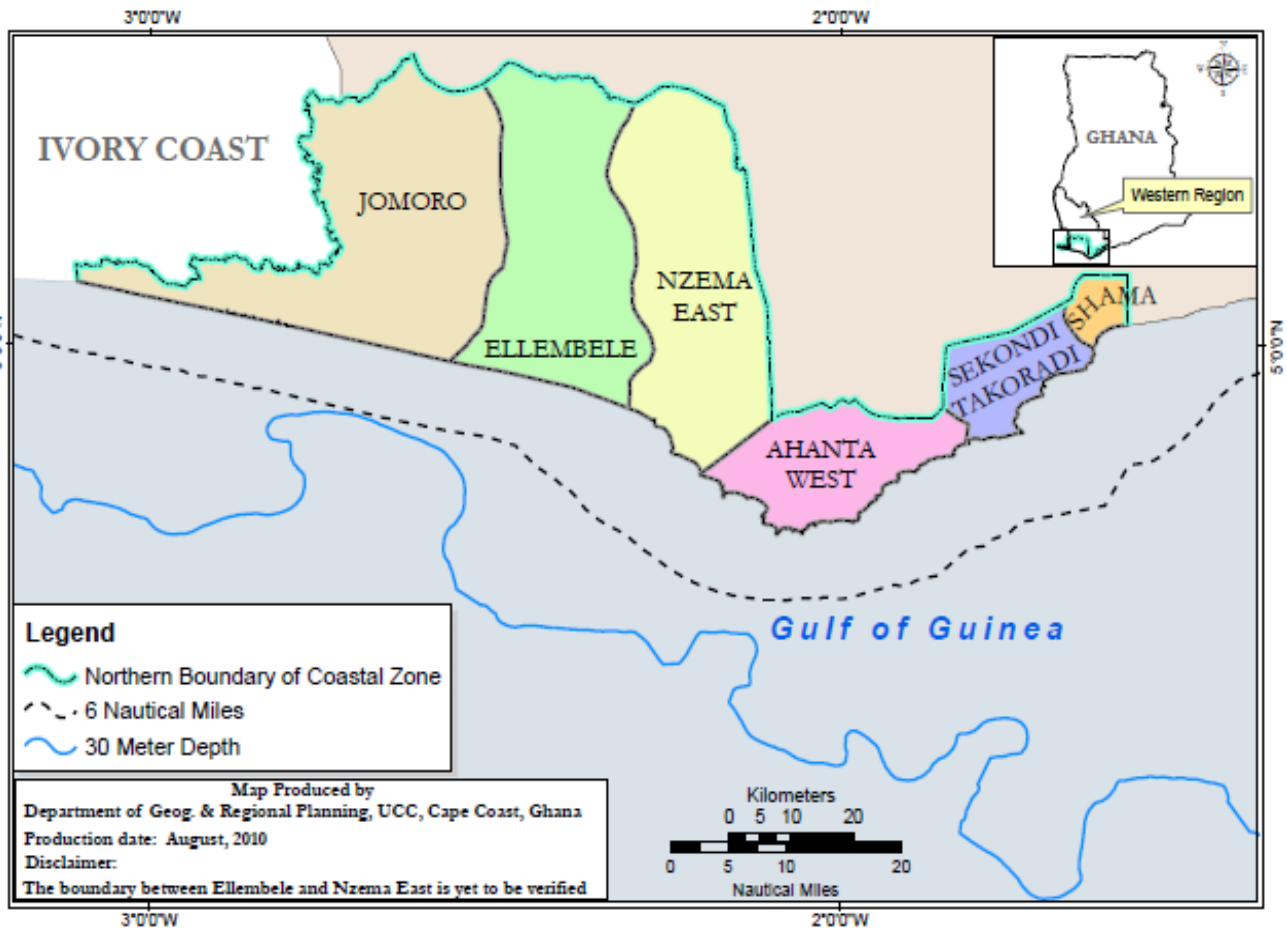 3°0'0"W
2°0'0"W
IVORY COAST
GHANA
Western Region
JOMORO
NZEMA
EAST
ELLEMBELE
SHAMA
SEKONDI
TAKORADI
AHANTA
WEST
5°0'0"N
Gulf of Guinea
Legend
Northern Boundary of Coastal Zone
6 Nautical Miles
30 Meter Depth
Map Produced by
Department of Geog. & Regional Planning, UCC, Cape Coast, Ghana
Production date: August, 2010
Disclaimer:
The boundary between Ellembele and Nzema East is yet to be verified
Kilometers
0 5 10 20
0 5 10 20
Nautical Miles
3°0'0"W
2°0'0"W